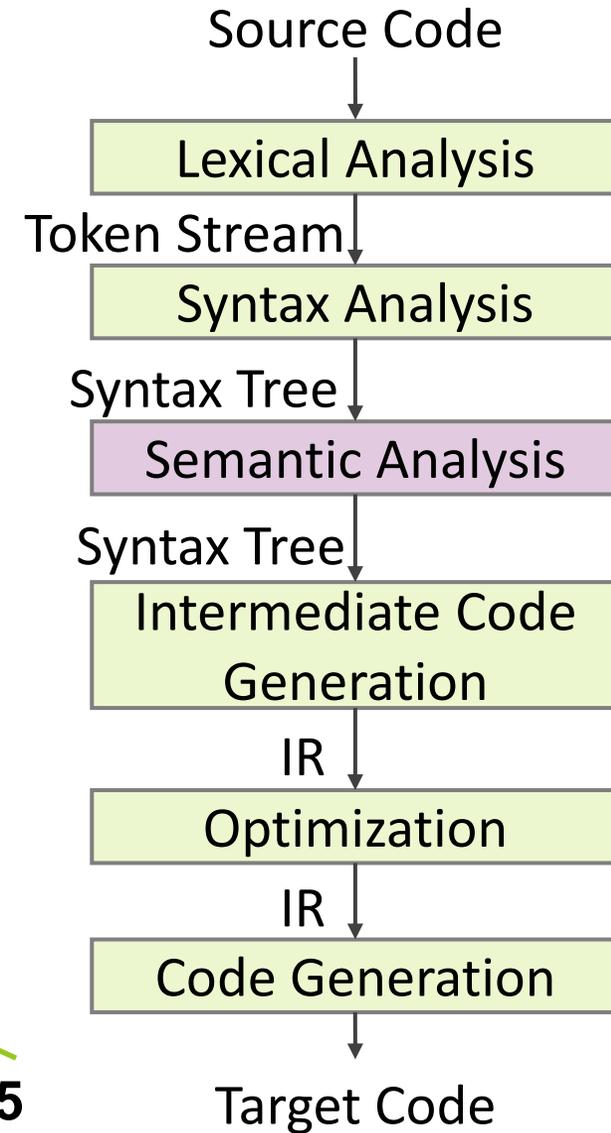 Source Code
Lexical Analysis
Token Stream
Syntax Analysis
Syntax Tree
Semantic Analysis
Syntax Tree
Intermediate Code
Generation
IR
Optimization
IR
Code Generation
5
Target Code